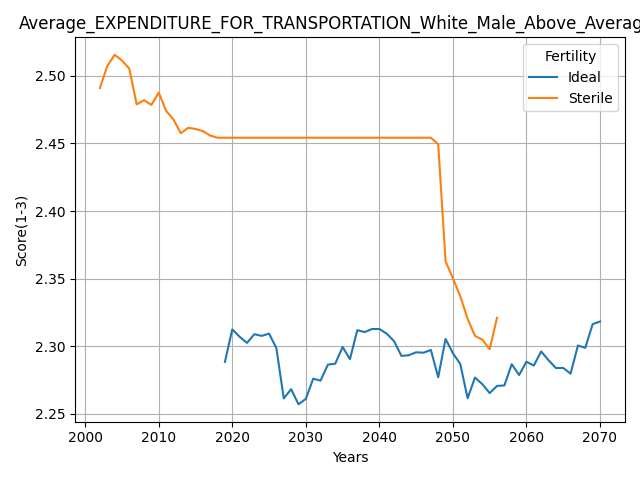 Average_EXPENDITURE_FOR_TRANSPORTATION_White_Male_Above_Averag
Fertility
Ideal
Sterile
Score(1-3)
2.50
2.45
2.40
2.35
2.30
2.25
2000 2010 2020 2030 2040 2050 2060 2070
Years